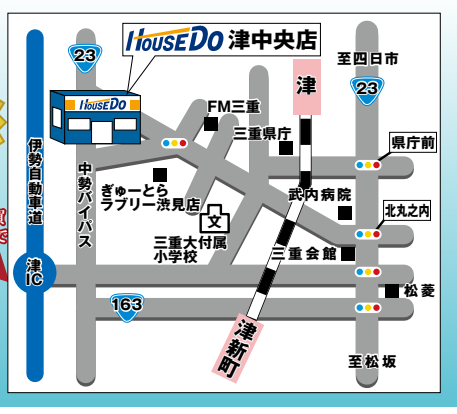 HOUSEDO 津中央店
23
至四日市
津
23
HOUSEDO
FM三重
三重県庁
県庁前
伊勢自動車道
中勢バイパス
ぎゅーとら
ラブリー渋見店
武内病院
北丸之内
文
三重大付属
小学校
三重会館
津
IC
松菱
163
津新町
至松坂